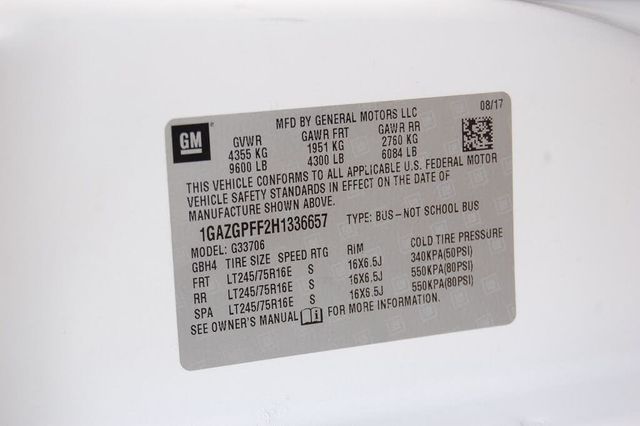 08/17
GM
MFD BY GENERAL MOTORS LLC
GVWR GAWR FRT GAWR RR
4355 KG 1951 KG 2760 KG
9600 LB 4300 LB 6084 LB
THIS VEHICLE CONFORMS TO ALL APPLICABLE U.S. FEDERAL MOTOR
VEHICLE SAFETY STANDARDS IN EFFECT ON THE DATE OF
MANUFACTURE SHOWN ABOVE.
1GAZGPFF2H1336657 TYPE: BUS–NOT SCHOOL BUS
MODEL: G33706
GBH4 TIRE SIZE SPEED RTG RIM COLD TIRE PRESSURE
FRT LT245/75R16E S 16X6.5J 340KPA(50PSI)
RR LT245/75R16E S 16X6.5J 550KPA(80PSI)
SPA LT245/75R16E S 16X6.5J 550KPA(80PSI)
SEE OWNER'S MANUAL FOR MORE INFORMATION.